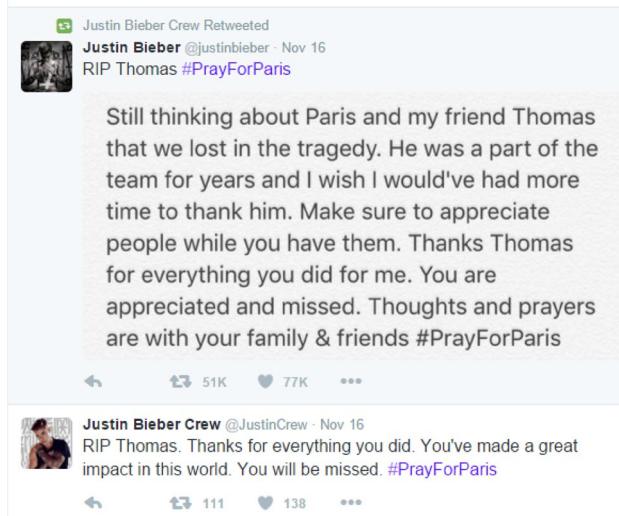 Justin Bieber Crew Retweeted
Justin Bieber @justinbieber · Nov 16
RIP Thomas #PrayForParis
Still thinking about Paris and my friend Thomas
that we lost in the tragedy. He was a part of the
team for years and I wish I would've had more
time to thank him. Make sure to appreciate
people while you have them. Thanks Thomas
for everything you did for me. You are
appreciated and missed. Thoughts and prayers
are with your family & friends #PrayForParis
51K 77K
Justin Bieber Crew @JustinCrew · Nov 16
RIP Thomas. Thanks for everything you did. You've made a great
impact in this world. You will be missed. #PrayForParis
111 138